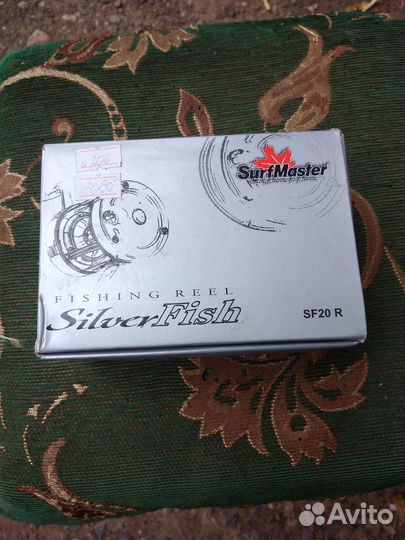 SurfMaster
FISHING REEL
SilverFish
SF20 R
Avito